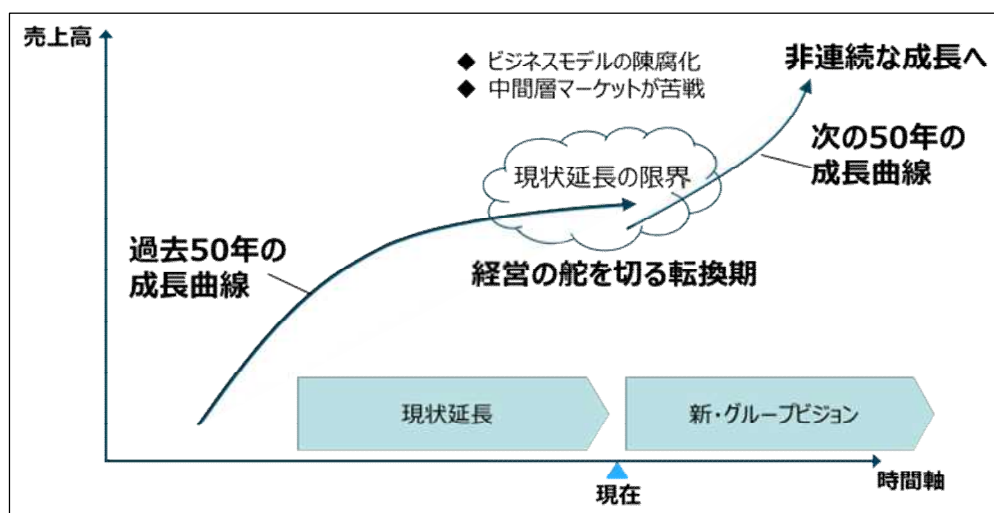 売上高
◆ ビジネスモデルの陳腐化
◆ 中間層マーケットが苦戦
非連続な成長へ
次の50年の
成長曲線
現状延長の限界
過去50年の
成長曲線
経営の舵を切る転換期
現状延長
新・グループビジョン
現在
時間軸